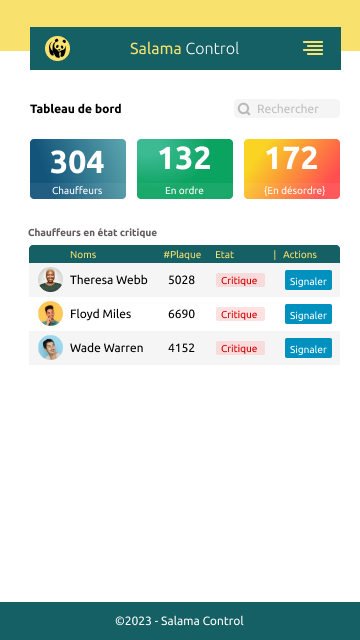 Salama Control
Tableau de bord
Rechercher
304
Chauffeurs
132
En ordre
172
(En désordre)
Chauffeurs en état critique
Noms #Plaque Etat | Actions
Theresa Webb 5028 Critique Signaler
Floyd Miles 6690 Critique Signaler
Wade Warren 4152 Critique Signaler
©2023 - Salama Control